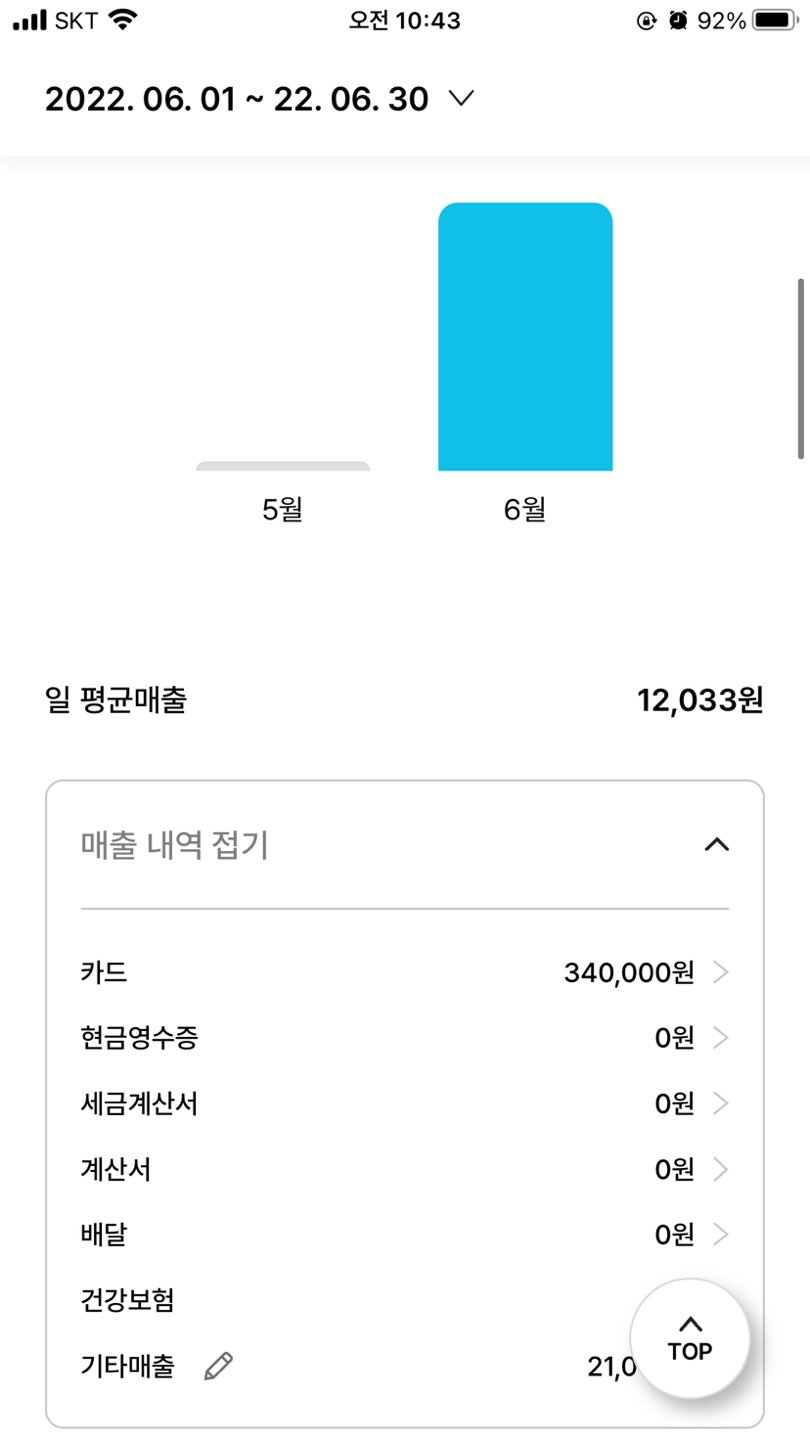 SKT 오전 10:43 92%
2022. 06. 01 ~ 22. 06. 30
5월 6월
일 평균매출 12,033원
매출 내역 접기
카드 340,000원
현금영수증 0원
세금계산서 0원
계산서 0원
배달 0원
건강보험
TOP
기타매출 21,0